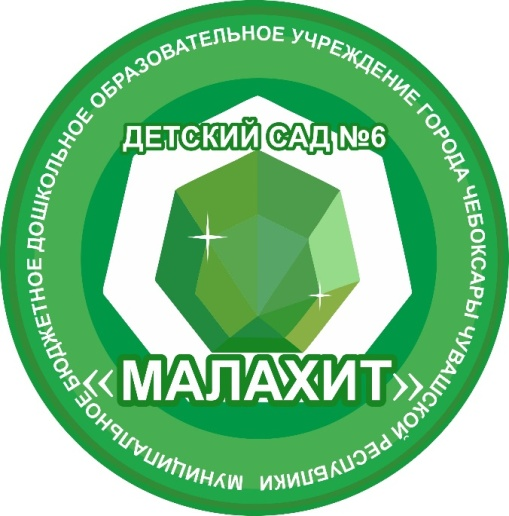 МУНИЦИПАЛЬНОЕ БЮДЖЕТНОЕ ДОШКОЛЬНОЕ ОБРАЗОВАТЕЛЬНОЕ УЧРЕЖДЕНИЕ ГОРОДА ЧЕБОКСАРЫ ЧУВАШСКОЙ РЕСПУБЛИКИ
ДЕТСКИЙ САД №6
«МАЛАХИТ»